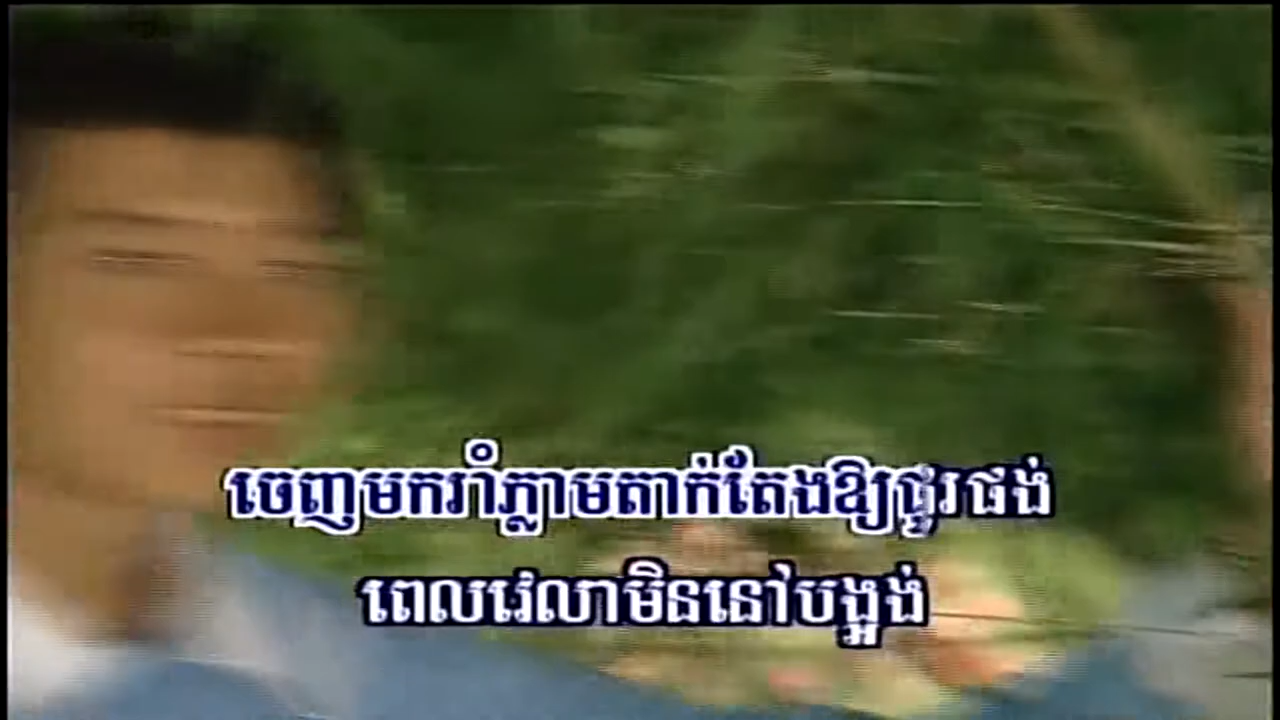 ចេញមករាំភ្លាមតាក់តែងឱ្យផ្ទួរផង់
ពេលវេលាមិននៅបង្អង់